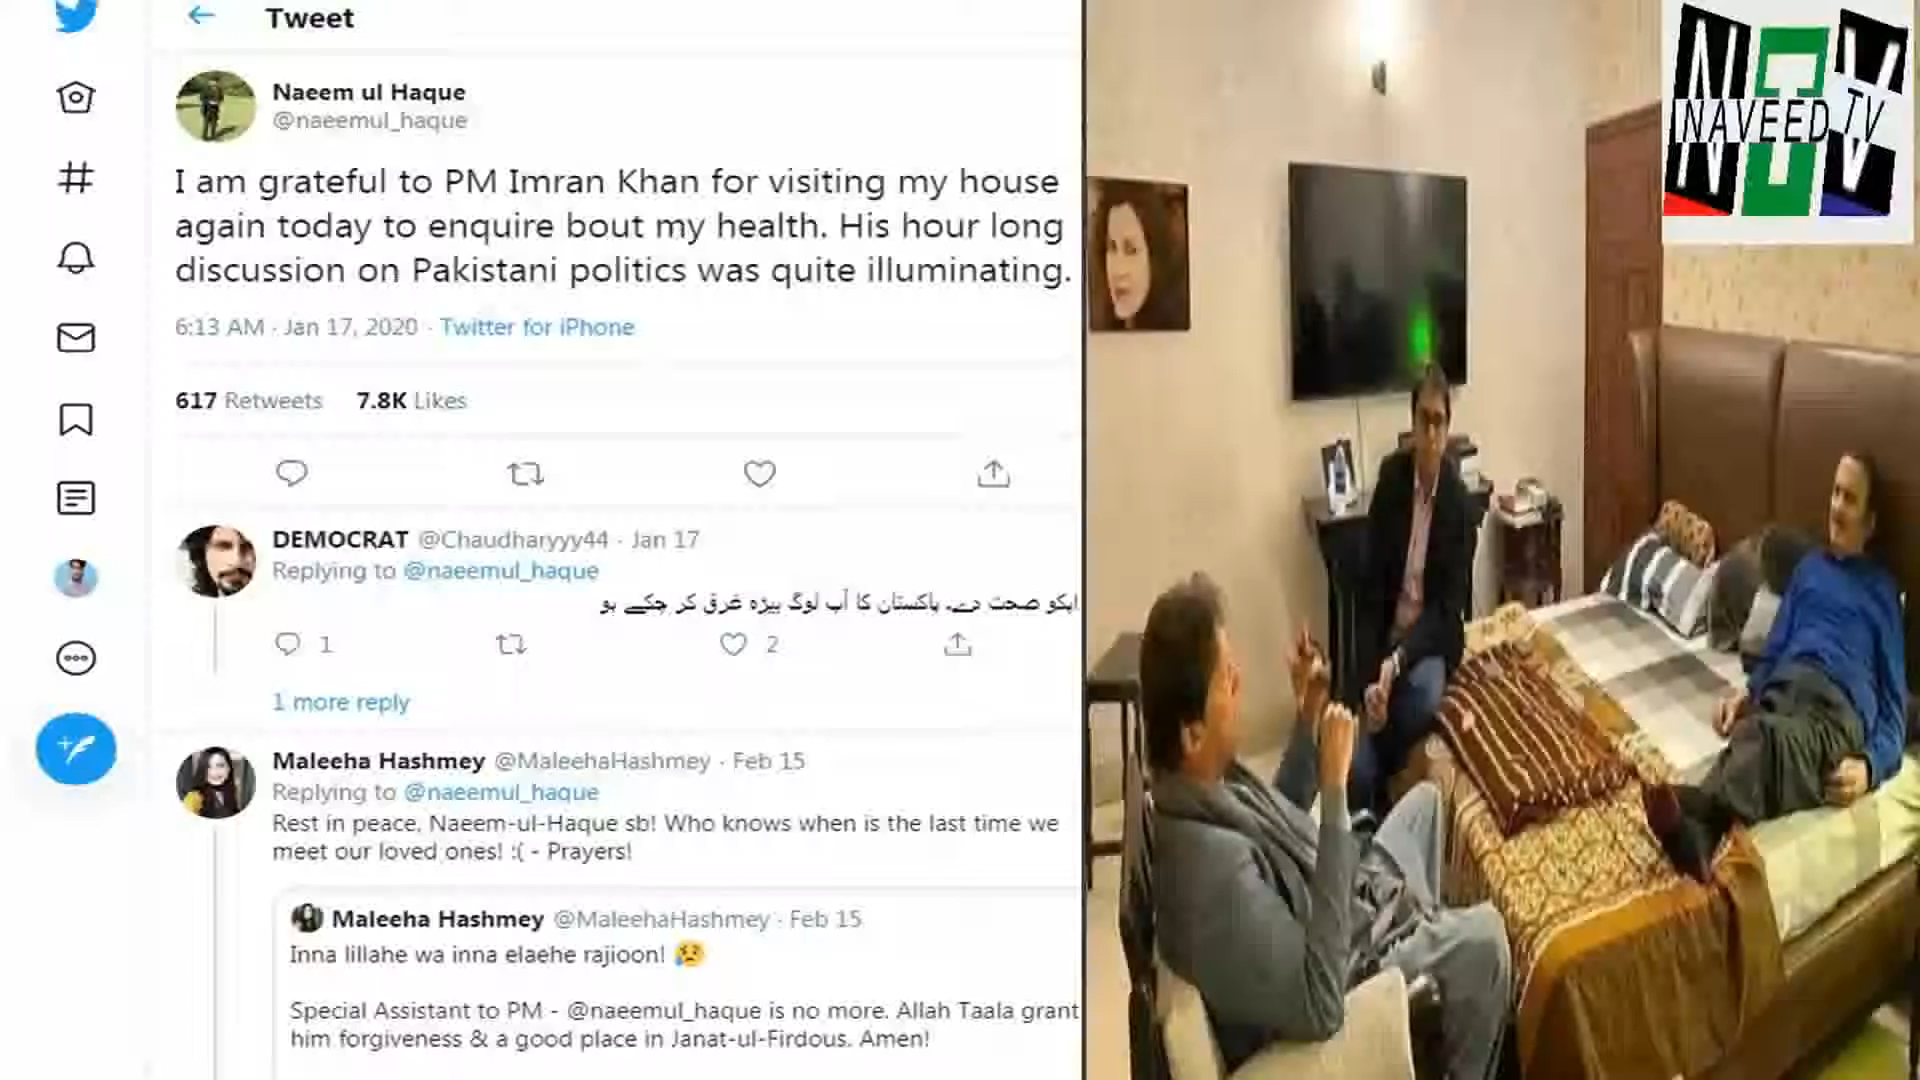 Tweet
Naeem ul Haque
@naeemul_haque
I am grateful to PM Imran Khan for visiting my house
again today to enquire bout my health. His hour long
discussion on Pakistani politics was quite illuminating.
6:13 AM · Jan 17, 2020 · Twitter for iPhone
617 Retweets 7.8K Likes
DEMOCRAT @Chaudharyyy44 · Jan 17
Replying to @naeemul_haque
اپکو صحت دے۔ پاکستان کا آپ لوگ بیڑہ غرق کر چکے ہو
1 2
1 more reply
Maleeha Hashmey @MaleehaHashmey · Feb 15
Replying to @naeemul_haque
Rest in peace, Naeem-ul-Haque sb! Who knows when is the last time we
meet our loved ones! :( - Prayers!
Maleeha Hashmey @MaleehaHashmey · Feb 15
Inna lillahe wa inna elaehe rajioon! 😢
Special Assistant to PM - @naeemul_haque is no more. Allah Taala grant
him forgiveness & a good place in Janat-ul-Firdous. Amen!
NTV
NAVEED TV